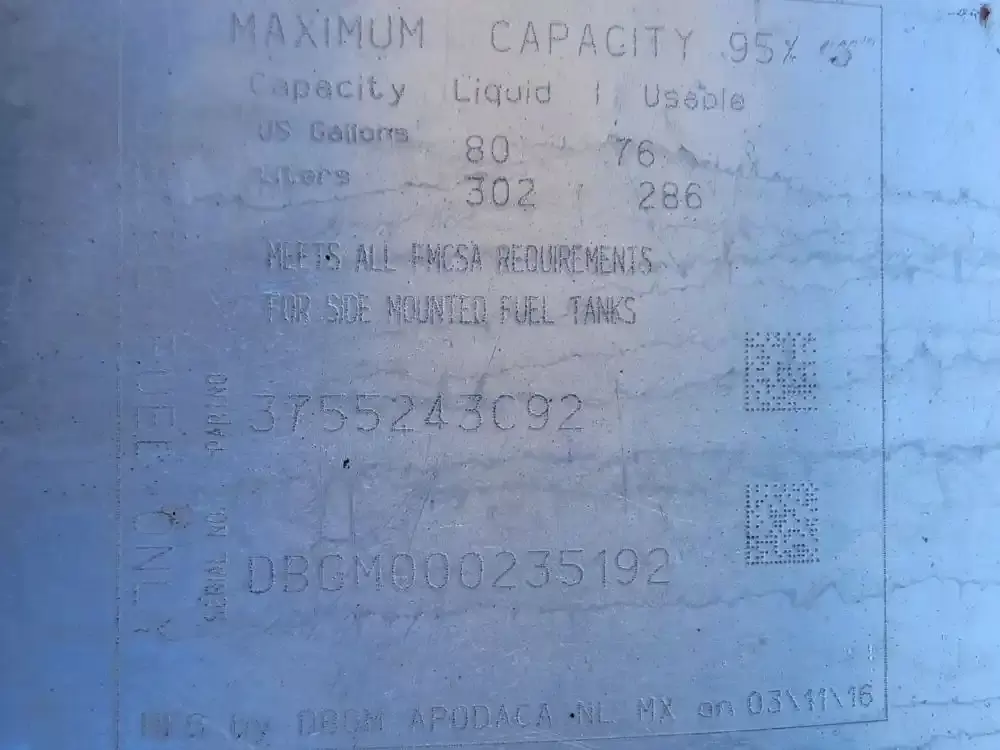 MAXIMUM CAPACITY 95%
Capacity Liquid | Usable
US Gallons 80 76
Liters 302 | 286
MEETS ALL FMCSA REQUIREMENTS
FOR SIDE MOUNTED FUEL TANKS
PART NO 3755243C92
SERIAL NO. DBGM000235192
FUEL ONLY
MFG by DBGM APODACA NL MX on 03\11\16